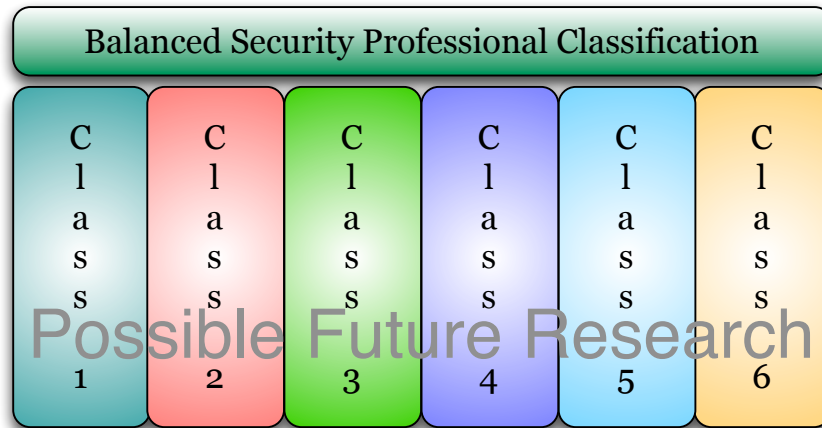 Balanced Security Professional Classification
Class 1
Class 2
Class 3
Class 4
Class 5
Class 6
Possible Future Research